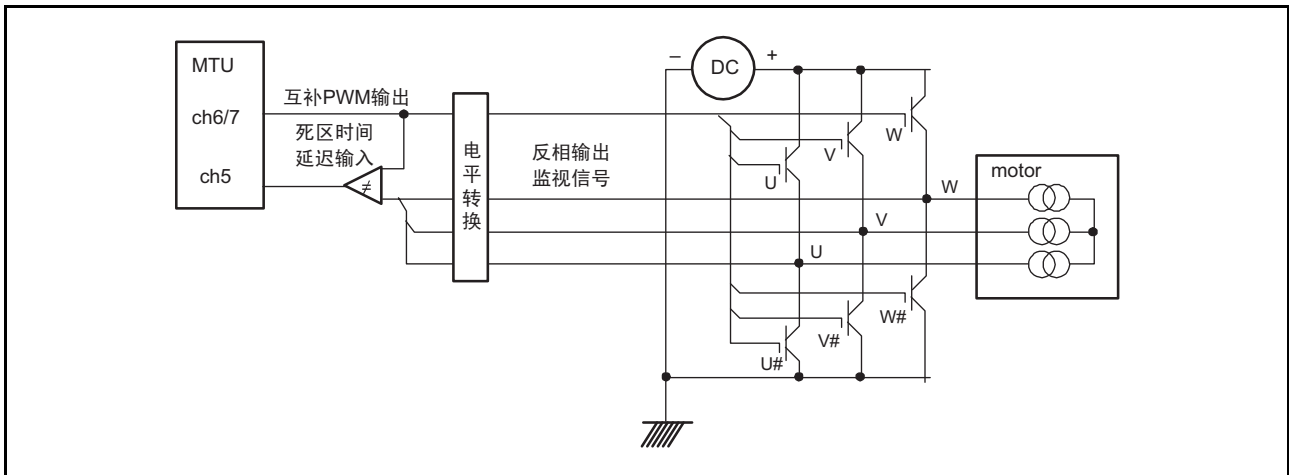 MTU
ch6/7
ch5
互补PWM输出
死区时间
延迟输入
≠
电平转换
反相输出
监视信号
−
DC
+
W
V
U
W
V
U
motor
W#
V#
U#